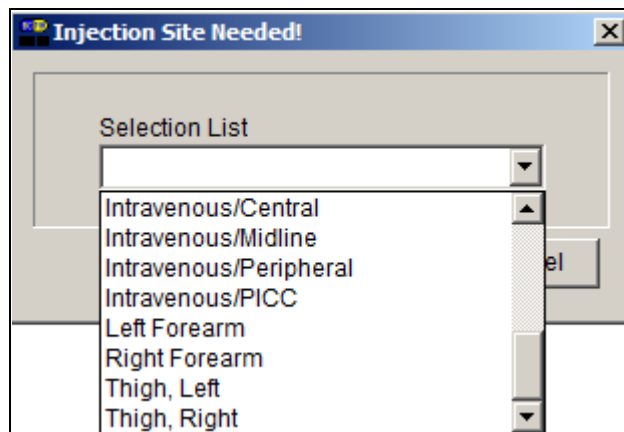 Injection Site Needed!
Selection List
Intravenous/Central
Intravenous/Midline
Intravenous/Peripheral
el
Intravenous/PICC
Left Forearm
Right Forearm
Thigh, Left
Thigh, Right